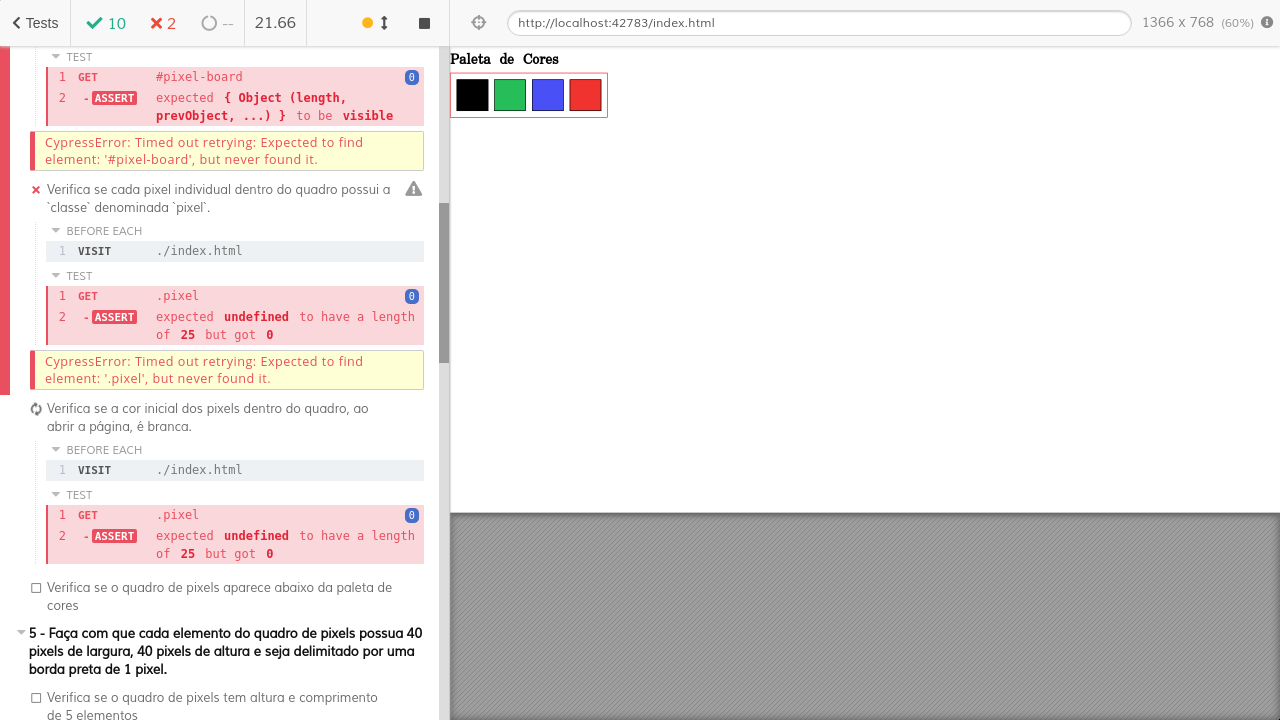 Tests
10
2
--
21.66
http://localhost:42783/index.html
1366 x 768 (60%)
TEST
1 GET #pixel-board 0
2 -ASSERT expected { Object (length,
prevObject, ...) } to be visible
CypressError: Timed out retrying: Expected to find
element: '#pixel-board', but never found it.
Verifica se cada pixel individual dentro do quadro possui a
`classe` denominada `pixel`.
BEFORE EACH
1 VISIT ./index.html
TEST
1 GET .pixel 0
2 -ASSERT expected undefined to have a length
of 25 but got 0
CypressError: Timed out retrying: Expected to find
element: '.pixel', but never found it.
Verifica se a cor inicial dos pixels dentro do quadro, ao
abrir a página, é branca.
BEFORE EACH
1 VISIT ./index.html
TEST
1 GET .pixel 0
2 -ASSERT expected undefined to have a length
of 25 but got 0
Verifica se o quadro de pixels aparece abaixo da paleta de
cores
5 - Faça com que cada elemento do quadro de pixels possua 40
pixels de largura, 40 pixels de altura e seja delimitado por uma
borda preta de 1 pixel.
Verifica se o quadro de pixels tem altura e comprimento
de 5 elementos
Paleta de Cores